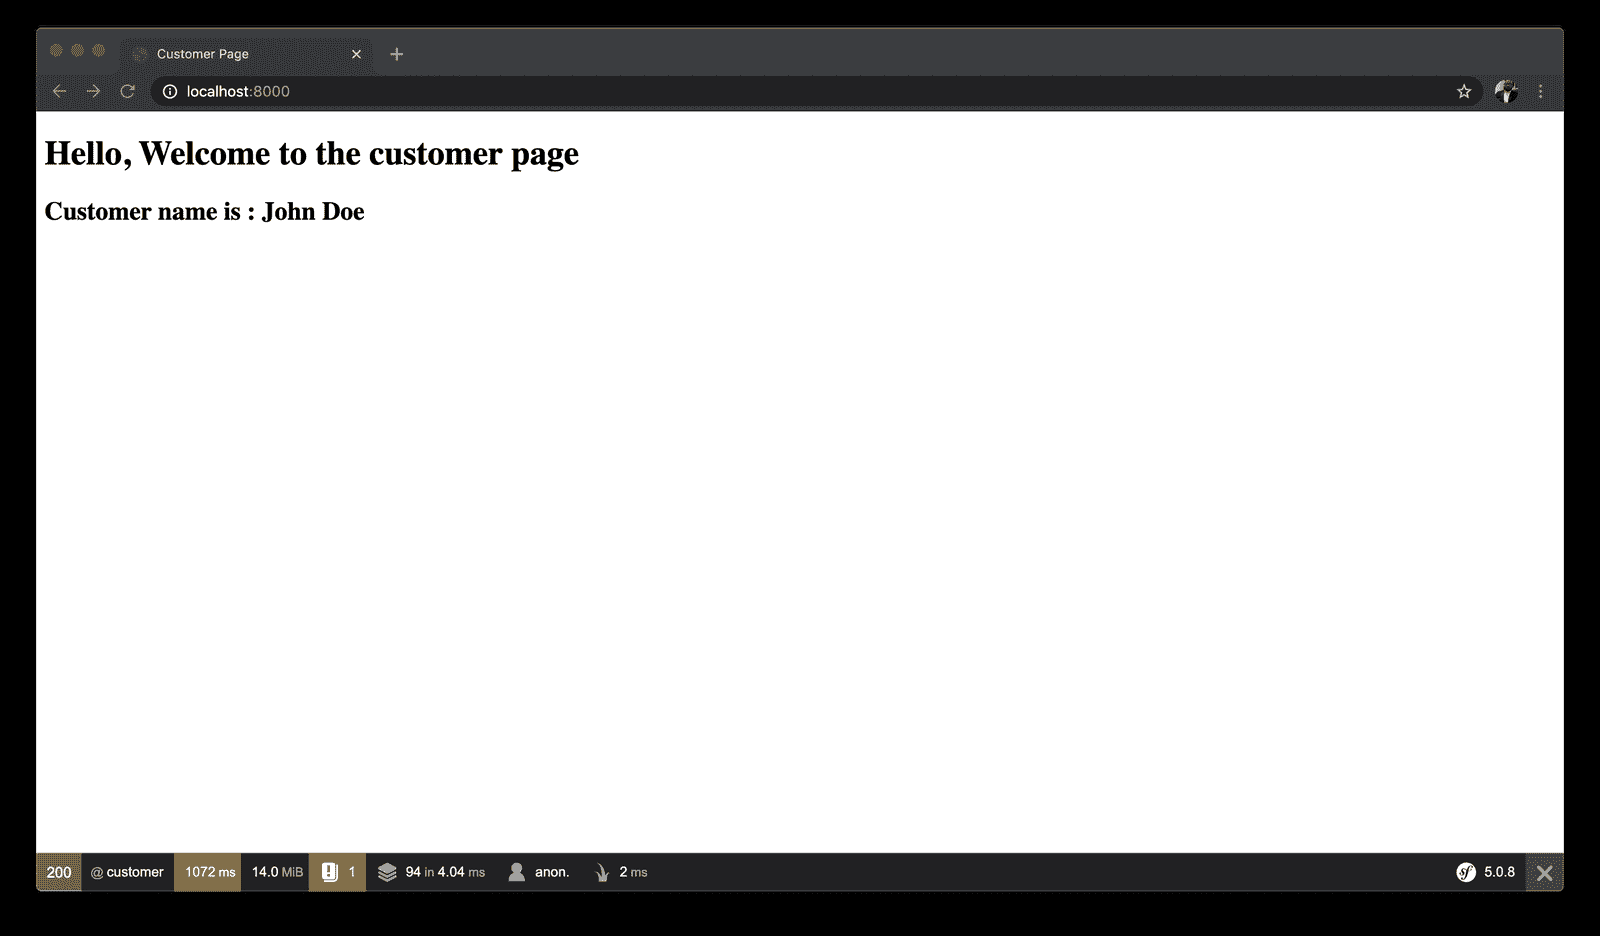 Customer Page
localhost:8000
Hello, Welcome to the customer page
Customer name is : John Doe
200 @ customer 1072 ms 14.0 MiB 1 94 in 4.04 ms anon. 2 ms sf 5.0.8